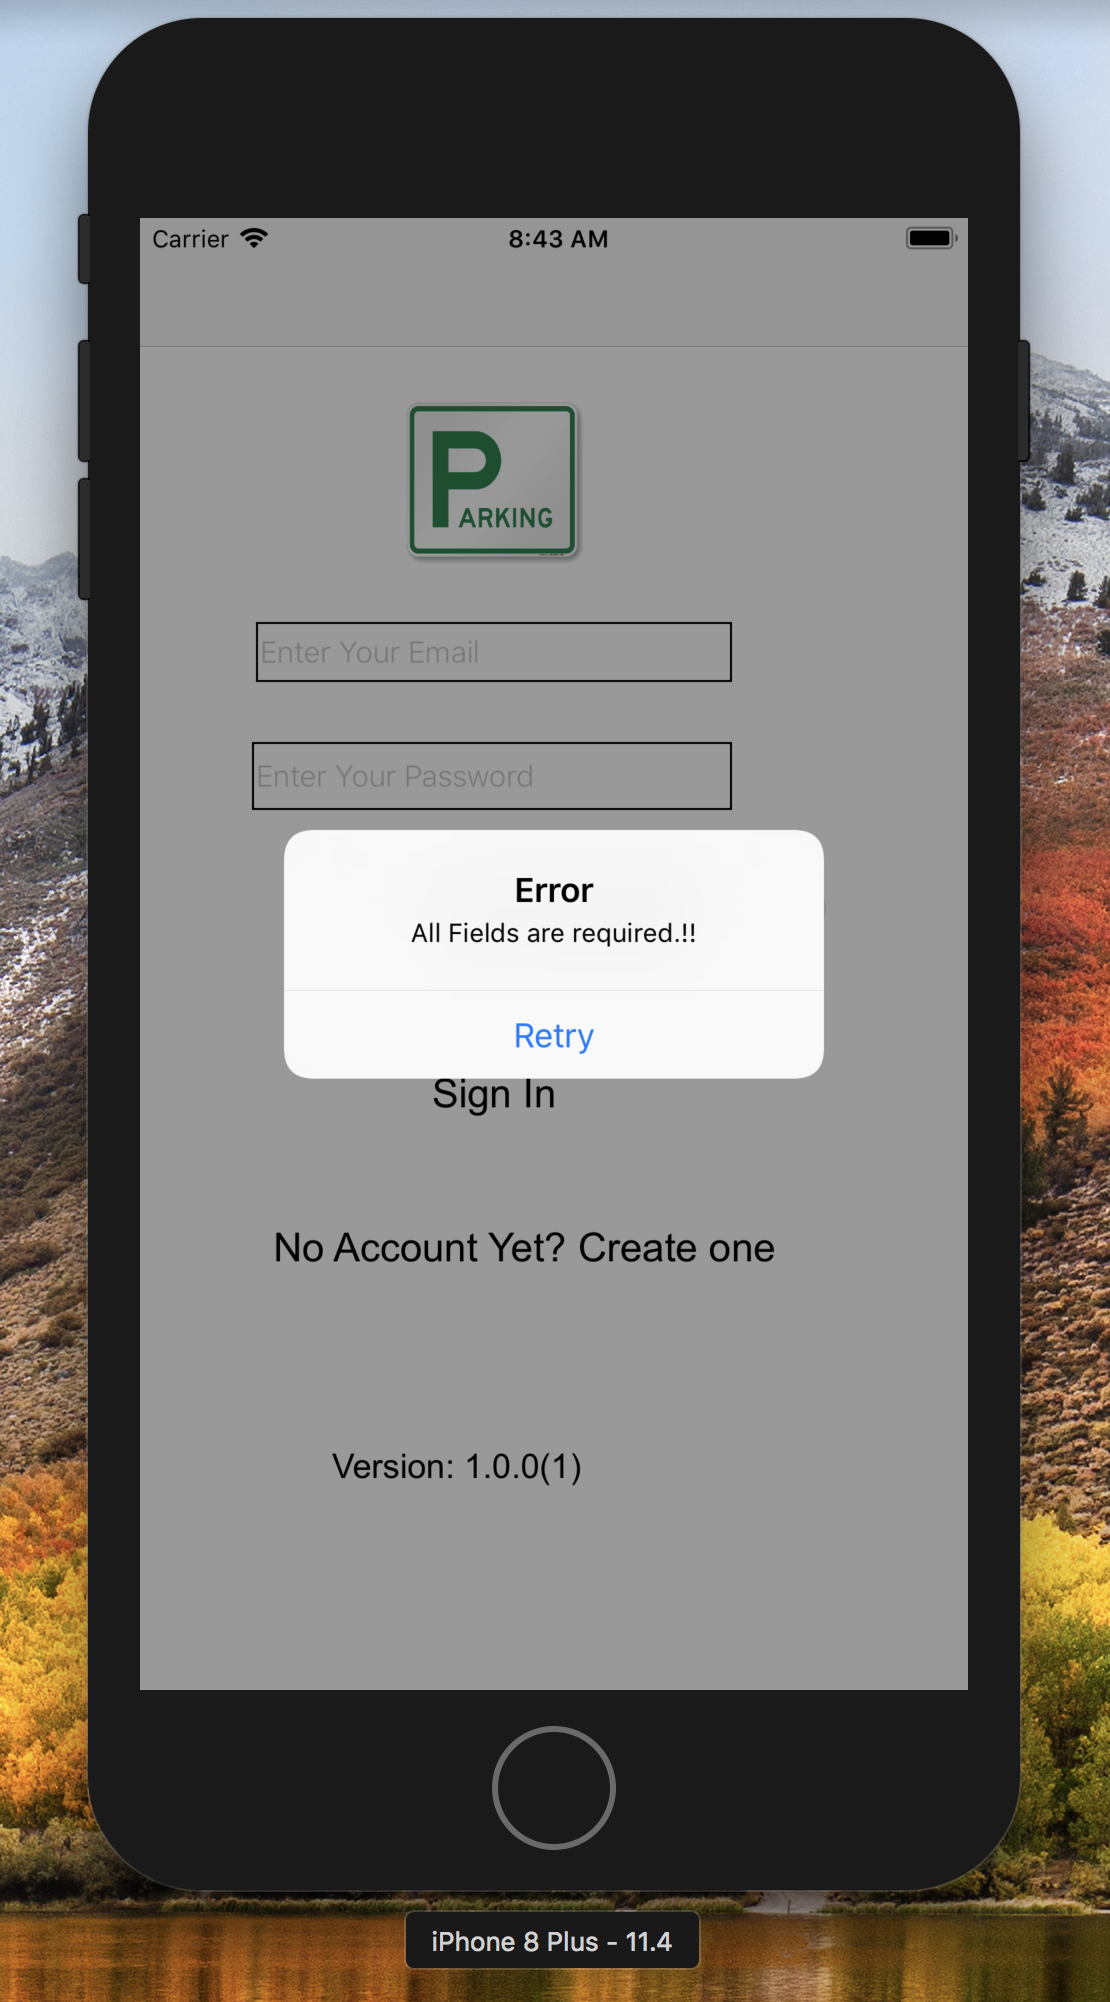 Carrier 8:43 AM
P
ARKING
Enter Your Email
Enter Your Password
Error
All Fields are required.!!
Retry
Sign In
No Account Yet? Create one
Version: 1.0.0(1)
iPhone 8 Plus - 11.4